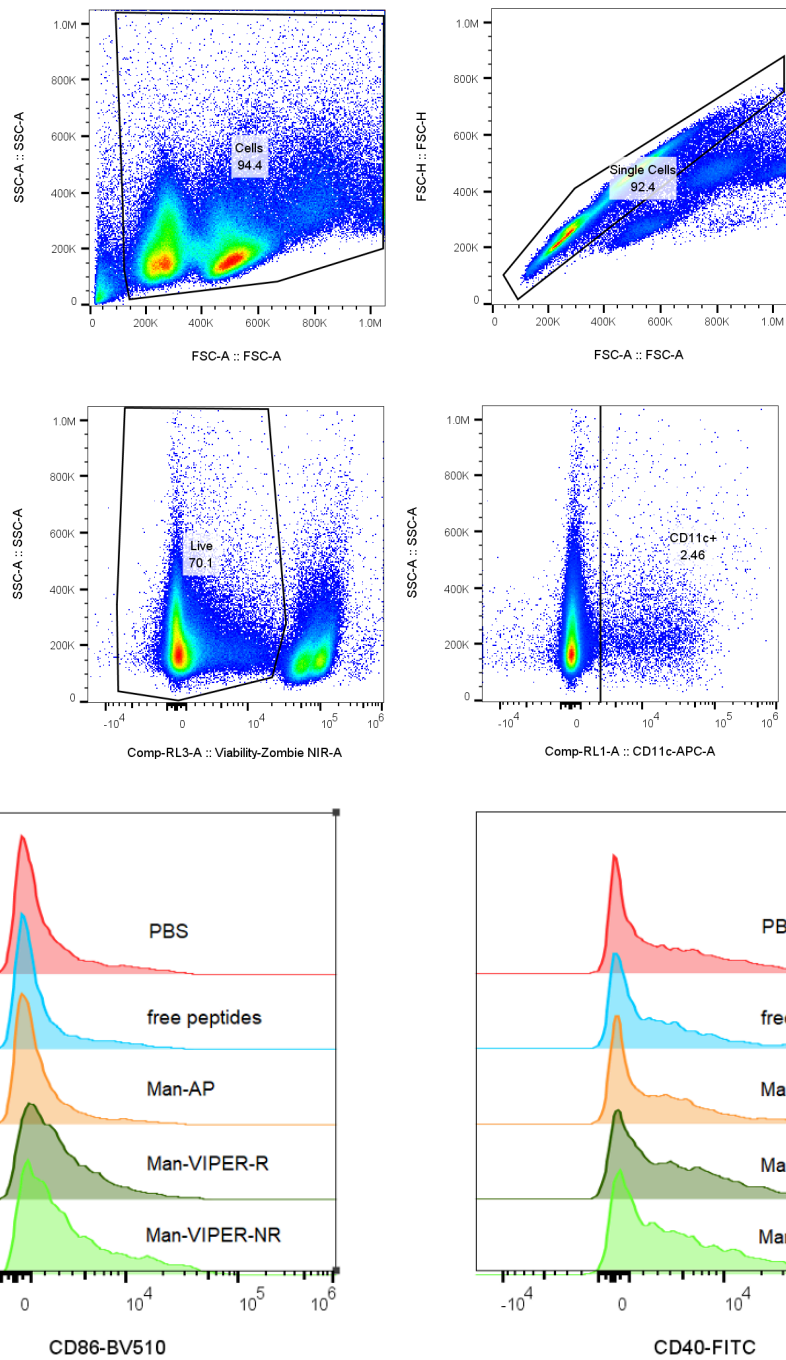 1.0M
800K
600K
400K
200K
0
SSC-A :: SSC-A
Cells
94.4
0 200K 400K 600K 800K 1.0M
FSC-A :: FSC-A
1.0M
800K
600K
400K
200K
0
FSC-H :: FSC-H
Single Cells
92.4
0 200K 400K 600K 800K 1.0M
FSC-A :: FSC-A
1.0M
800K
600K
400K
200K
0
SSC-A :: SSC-A
Live
70.1
-10^4 0 10^4 10^5 10^6
Comp-RL3-A :: Viability-Zombie NIR-A
1.0M
800K
600K
400K
200K
0
SSC-A :: SSC-A
CD11c+
2.46
-10^4 0 10^4 10^5 10^6
Comp-RL1-A :: CD11c-APC-A
PBS
free peptides
Man-AP
Man-VIPER-R
Man-VIPER-NR
0 10^4 10^5 10^6
CD86-BV510
PB
free
Ma
Ma
Man
-10^4 0 10^4
CD40-FITC